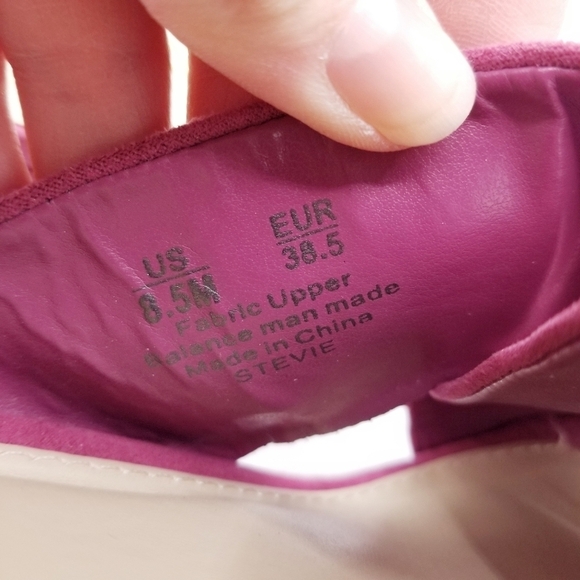 US
8.5M
EUR
38.5
Fabric Upper
Balance man made
Made in China
STEVIE